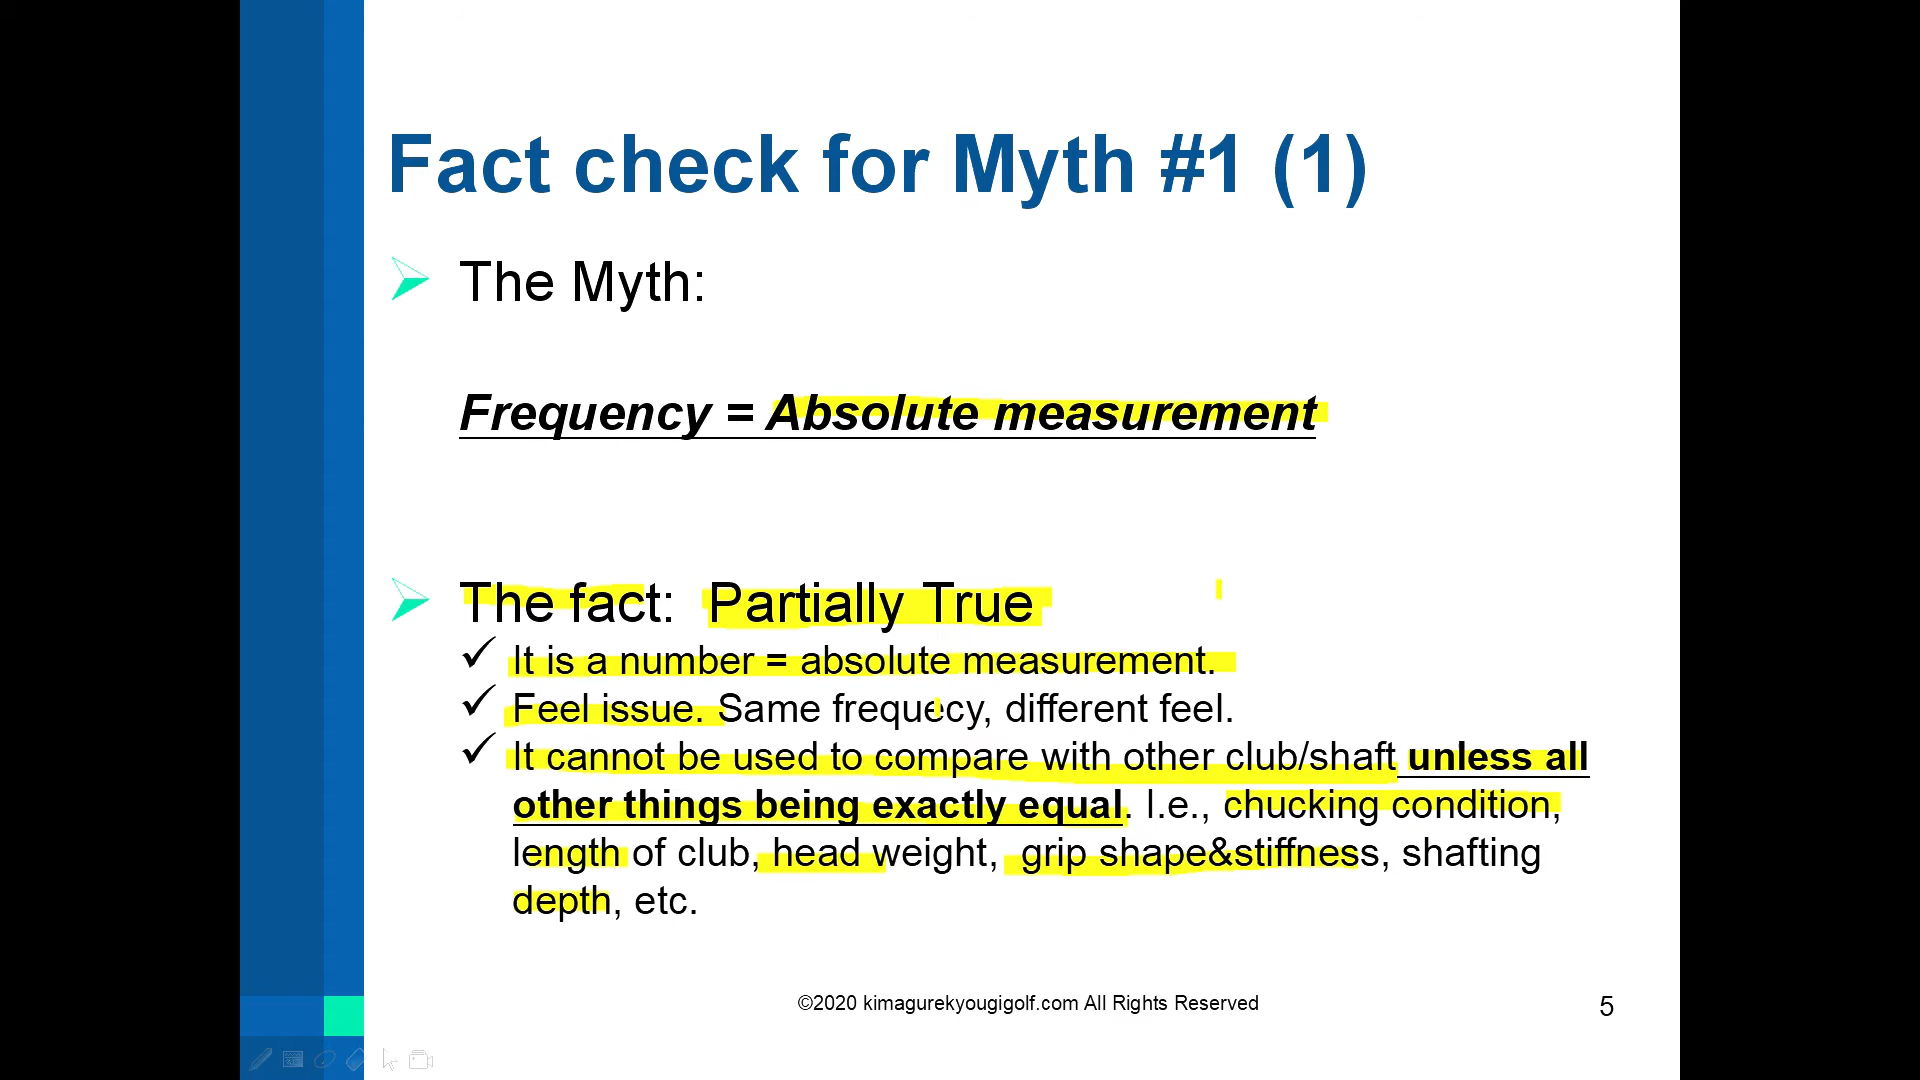 Fact check for Myth #1 (1)
The Myth:
Frequency = Absolute measurement
The fact: Partially True
It is a number = absolute measurement.
Feel issue. Same frequecy, different feel.
It cannot be used to compare with other club/shaft unless all
other things being exactly equal. I.e., chucking condition,
length of club, head weight, grip shape&stiffness, shafting
depth, etc.
©2020 kimagurekyougigolf.com All Rights Reserved
5